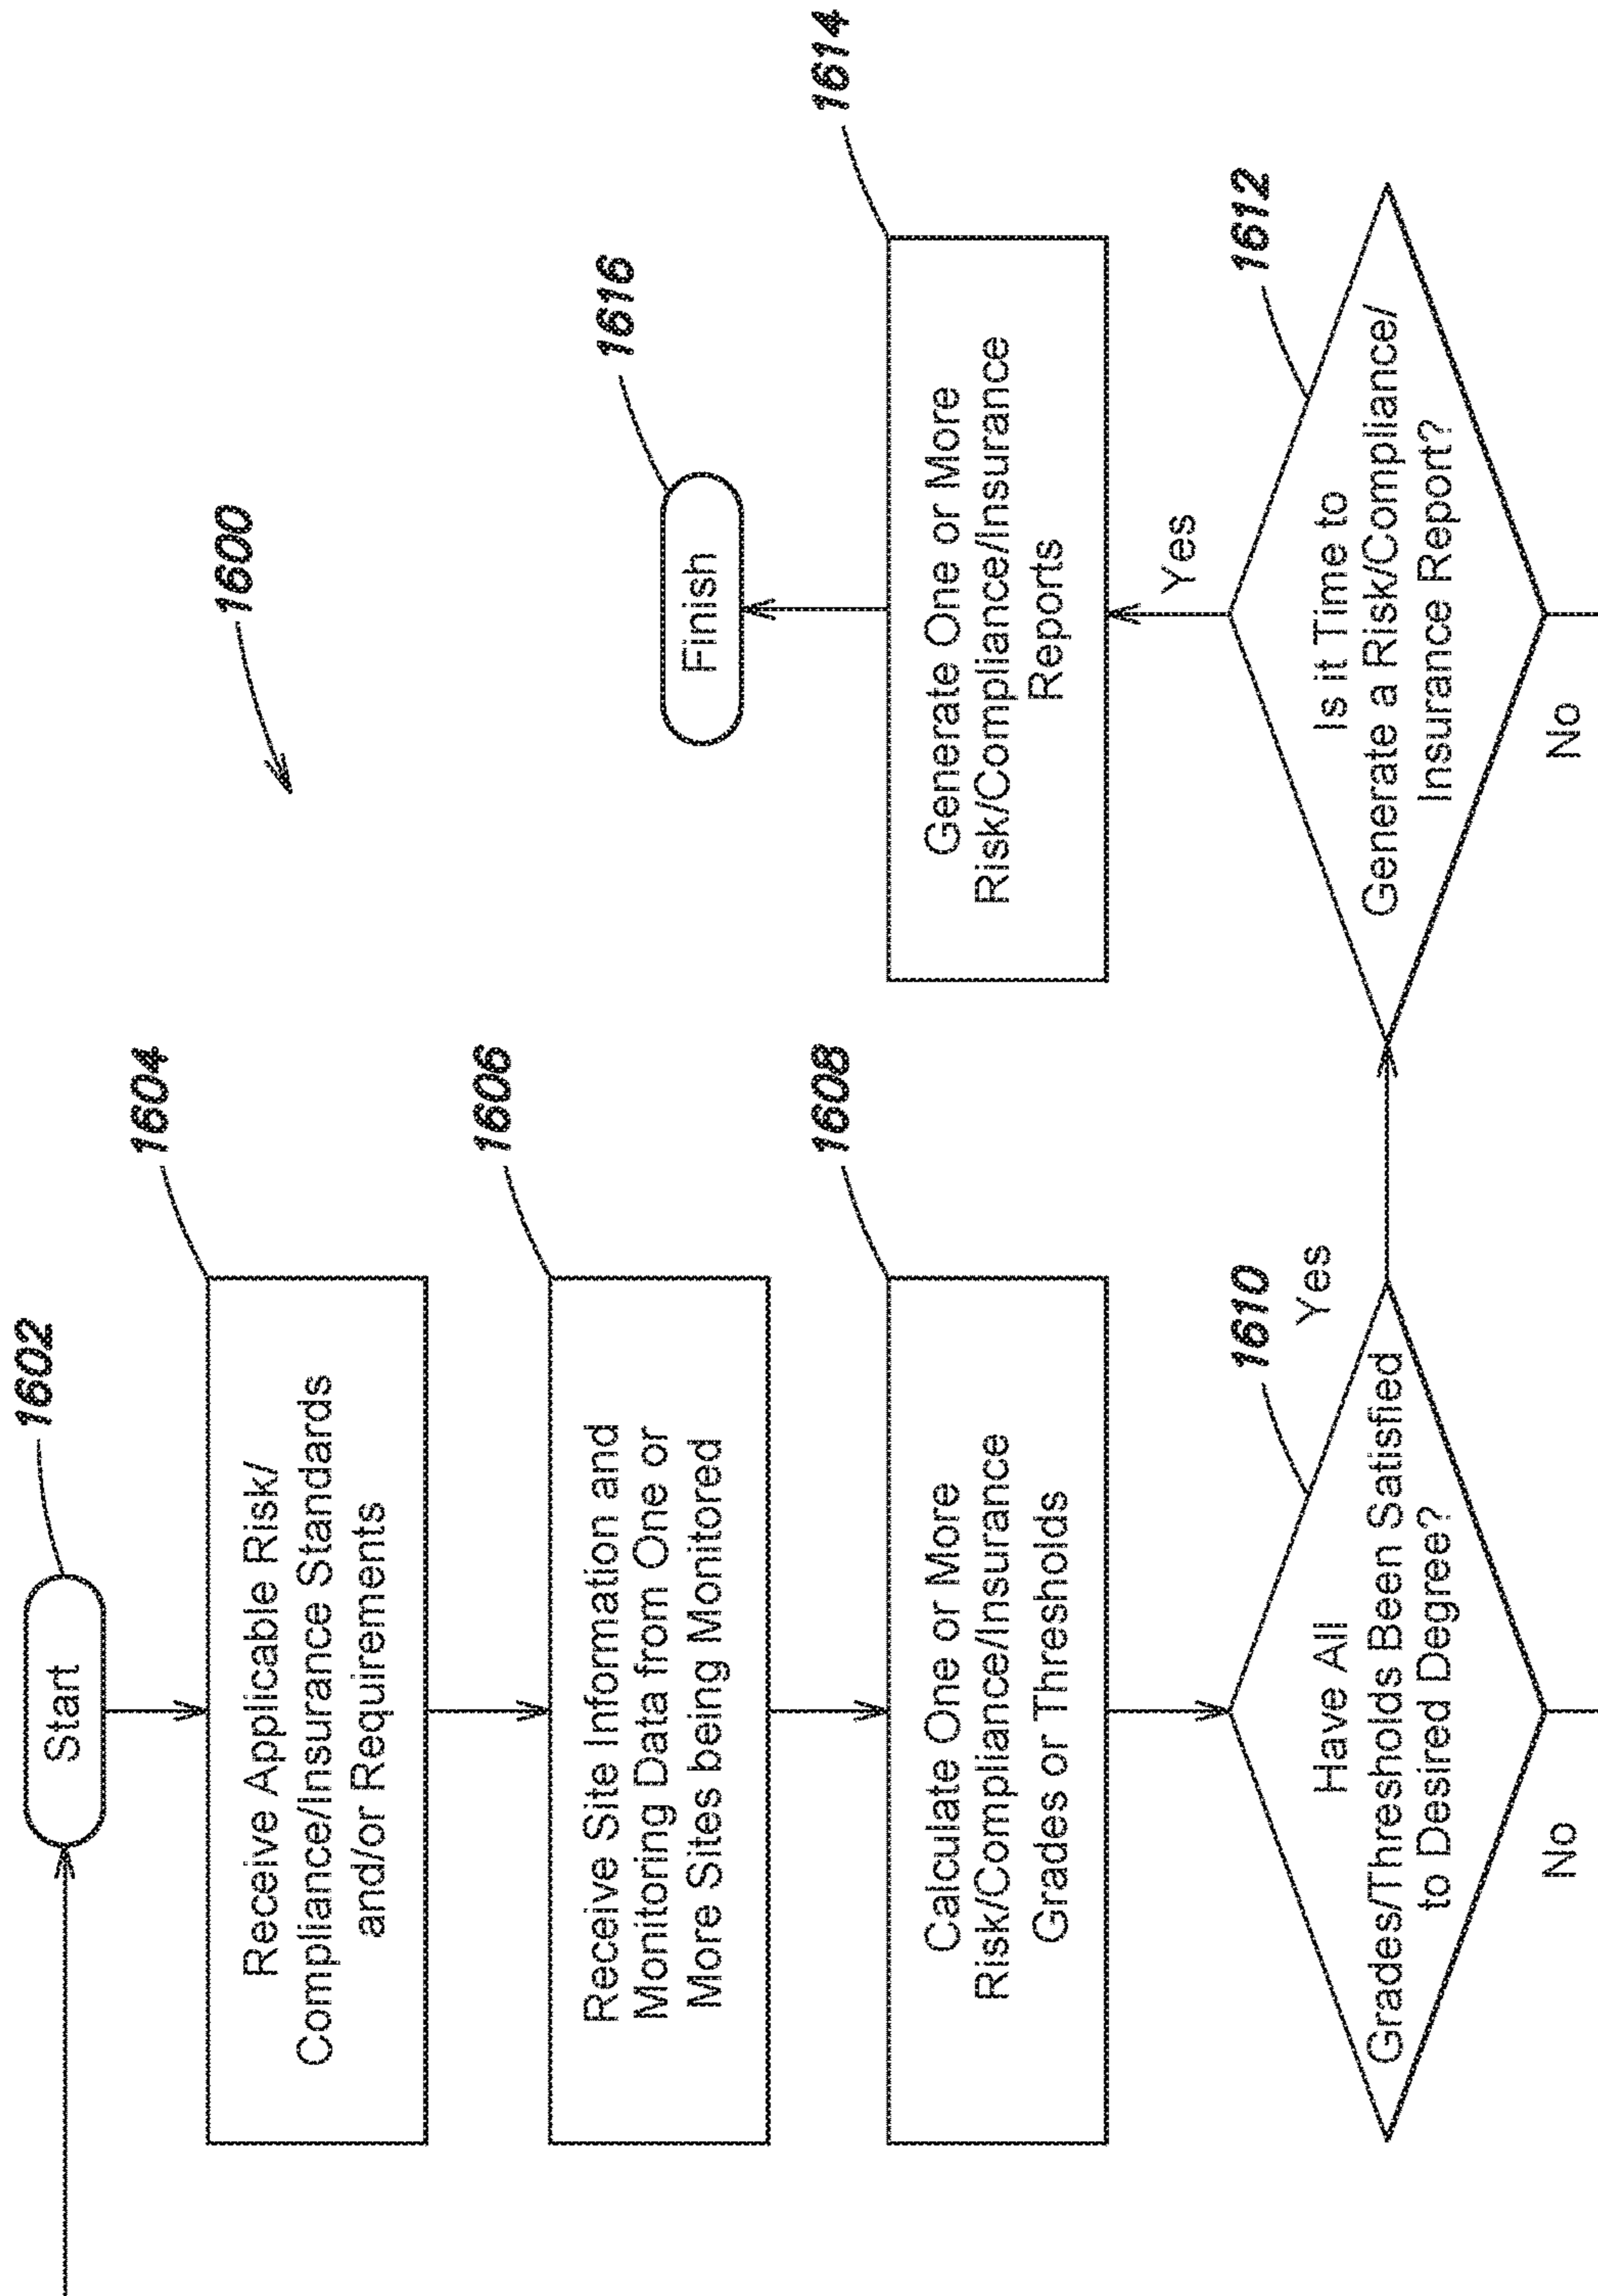 1600
1602
Start
1604
Receive Applicable Risk/
Compliance/Insurance Standards
and/or Requirements
1606
Receive Site Information and
Monitoring Data from One or
More Sites being Monitored
1608
Calculate One or More
Risk/Compliance/Insurance
Grades or Thresholds
1610
Have All
Grades/Thresholds Been Satisfied
to Desired Degree?
Yes
No
1612
Is it Time to
Generate a Risk/Compliance/
Insurance Report?
Yes
No
1614
Generate One or More
Risk/Compliance/Insurance
Reports
1616
Finish